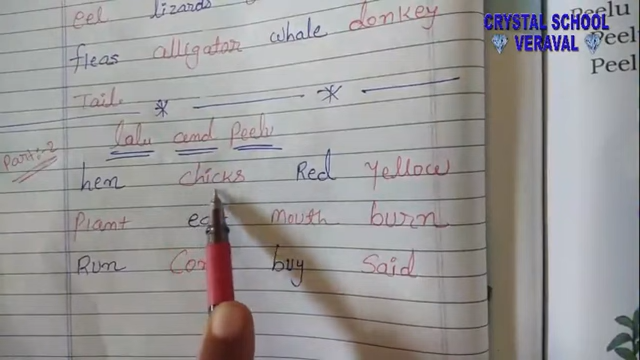 eel lizards
fleas alligator whale donkey
Tail
CRYSTAL SCHOOL
VERAVAL
Peelu
Peelu
Peel
Part:-2
lalu and Peelu
hen chicks Red Yellow
Plant mouth burn
Run buy Said